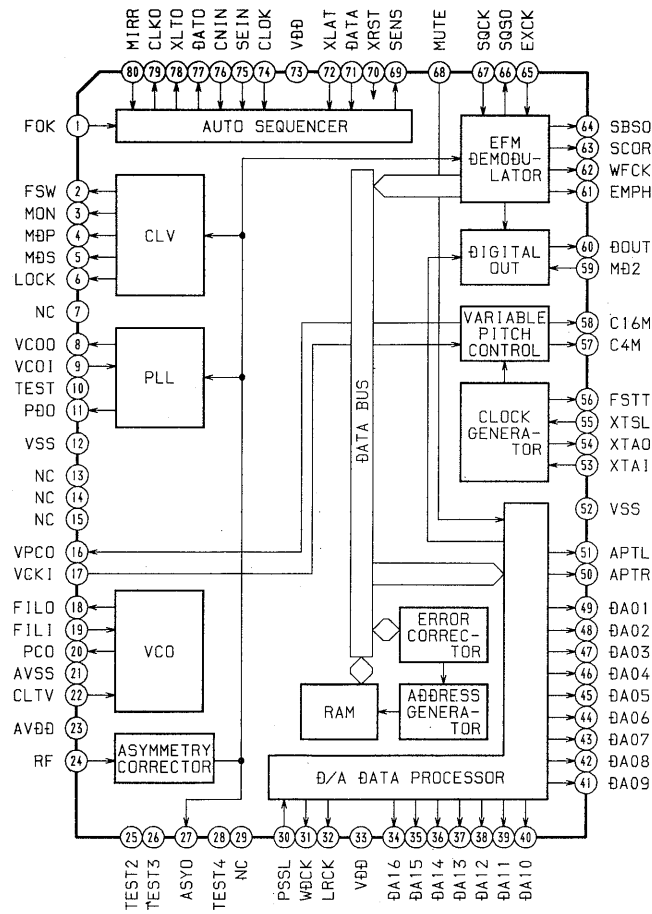 MIRR
CLKO
XLTO
DATO
CNIN
SEIN
CLOK
VDD
XLAT
DATA
XRST
SENS
MUTE
SQCK
SQSO
EXCK
80
79
78
77
76
75
74
73
72
71
70
69
68
67
66
65
FOK 1
AUTO SEQUENCER
EFM
DEMODU-
LATOR
64 SBSO
63 SCOR
62 WFCK
61 EMPH
FSW 2
MON 3
MDP 4
MDS 5
LOCK 6
CLV
DIGITAL
OUT
60 DOUT
59 MD2
NC 7
VCOO 8
VCOI 9
TEST 10
PDO 11
PLL
VARIABLE
PITCH
CONTROL
58 C16M
57 C4M
DATA BUS
CLOCK
GENERA-
TOR
56 FSTT
55 XTSL
54 XTAO
53 XTAI
VSS 12
NC 13
NC 14
NC 15
52 VSS
VPCO 16
VCKI 17
51 APTL
50 APTR
FILO 18
FILI 19
PCO 20
AVSS 21
CLTV 22
VCO
ERROR
CORREC-
TOR
RAM
ADDRESS
GENERA-
TOR
49 DA01
48 DA02
47 DA03
46 DA04
45 DA05
44 DA06
43 DA07
42 DA08
41 DA09
AVDD 23
RF 24
ASYMMETRY
CORRECTOR
D/A DATA PROCESSOR
25
26
27
28
29
30
31
32
33
34
35
36
37
38
39
40
TEST2
TEST3
ASYO
TEST4
NC
PSSL
WDCK
LRCK
VDD
DA16
DA15
DA14
DA13
DA12
DA11
DA10